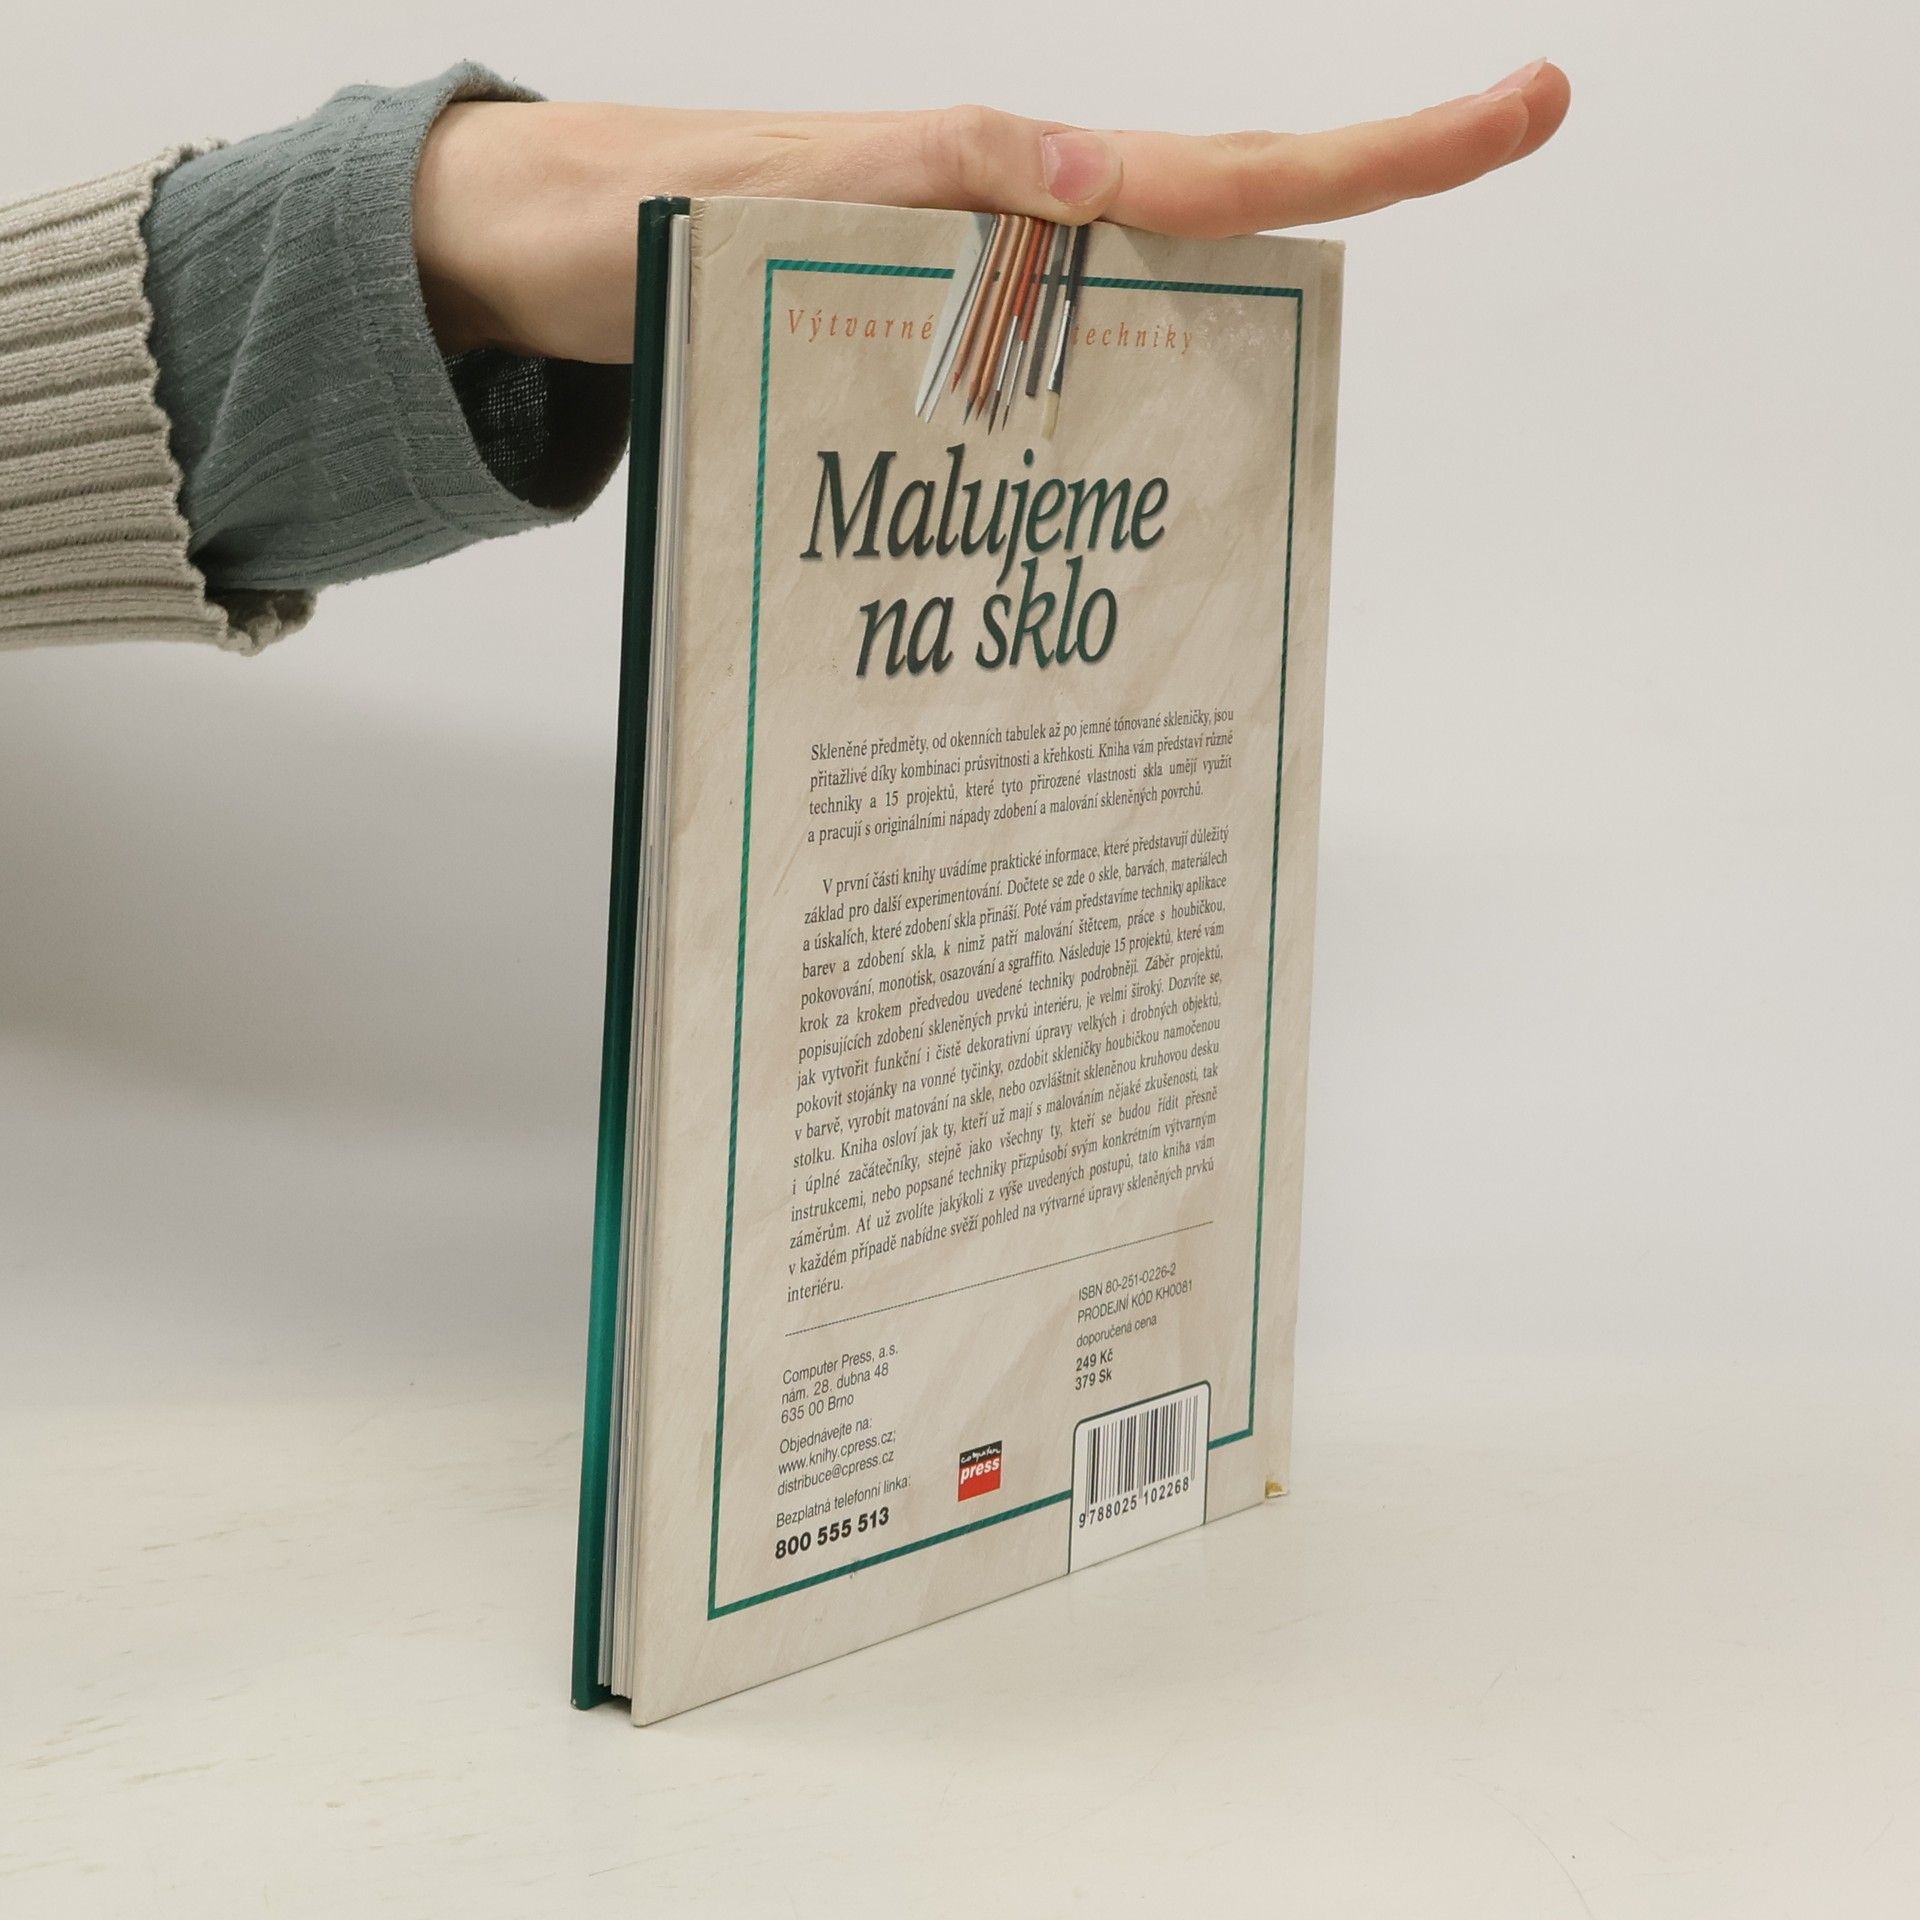 Výtvarné techniky
Malujeme
na sklo
Skleněné předměty, od okenních tabulek až po jemné tónované skleničky, jsou
přitažlivé díky kombinaci průsvitnosti a křehkosti. Kniha vám představí různé
techniky a 15 projektů, které tyto přirozené vlastnosti skla umějí využít
a pracují s originálními nápady zdobení a malování skleněných povrchů.
V první části knihy uvádíme praktické informace, které představují důležitý
základ pro další experimentování. Dočtete se zde o skle, barvách, materiálech
a úskalích, které zdobení skla přináší. Poté vám představíme techniky aplikace
barev a zdobení skla, k nimž patří malování štětcem, práce s houbičkou,
pokovování, monotisk, osazování a sgraffito. Následuje 15 projektů, které vám
krok za krokem předvedou uvedené techniky podrobněji. Záběr projektů,
popisujících zdobení skleněných prvků interiéru, je velmi široký. Dozvíte se,
jak vytvořit funkční i čistě dekorativní úpravy velkých i drobných objektů,
pokovit stojánky na vonné tyčinky, ozdobit skleničky houbičkou namočenou
v barvě, vyrobit matování na skle, nebo ozvláštnit skleněnou kruhovou desku
stolku. Kniha osloví jak ty, kteří už mají s malováním nějaké zkušenosti, tak
i úplné začátečníky, stejně jako všechny ty, kteří se budou řídit přesně
instrukcemi, nebo popsané techniky přizpůsobí svým konkrétním výtvarným
záměrům. Ať už zvolíte jakýkoli z výše uvedených postupů, tato kniha vám
v každém případě nabídne svěží pohled na výtvarné úpravy skleněných prvků
interiéru.
Computer Press, a.s.
nám. 28. dubna 48
635 00 Brno
Objednávejte na:
www.knihy.cpress.cz;
distribuce@cpress.cz
Bezplatná telefonní linka:
800 555 513
computer
press
ISBN 80-251-0226-2
PRODEJNÍ KÓD KH0081
doporučená cena
249 Kč
379 Sk
9788025 102268